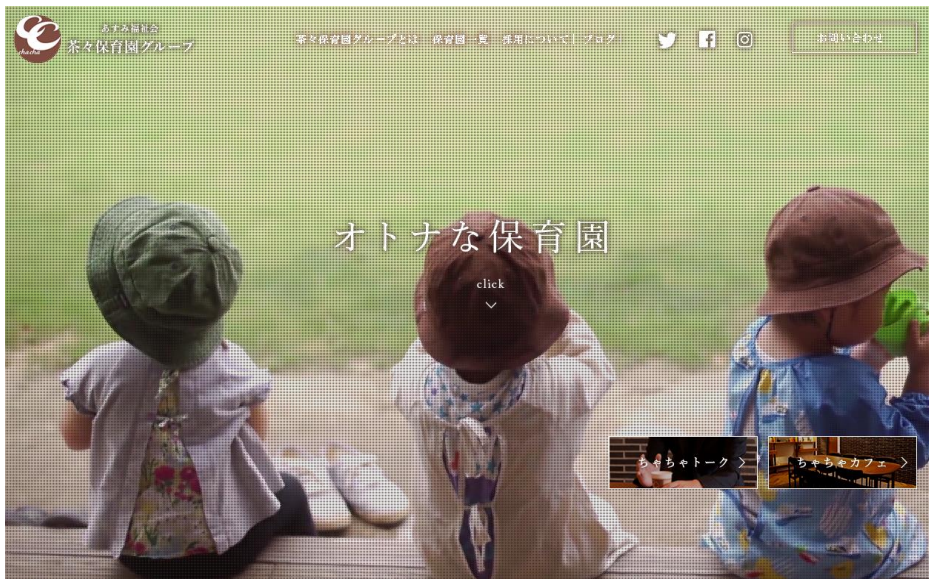 あすみ福祉会
茶々保育園グループ
chacha
茶々保育園グループとは 保育園一覧 採用について ブログ
お問い合わせ
オトナな保育園
click
ちゃちゃトーク
ちゃちゃカフェ